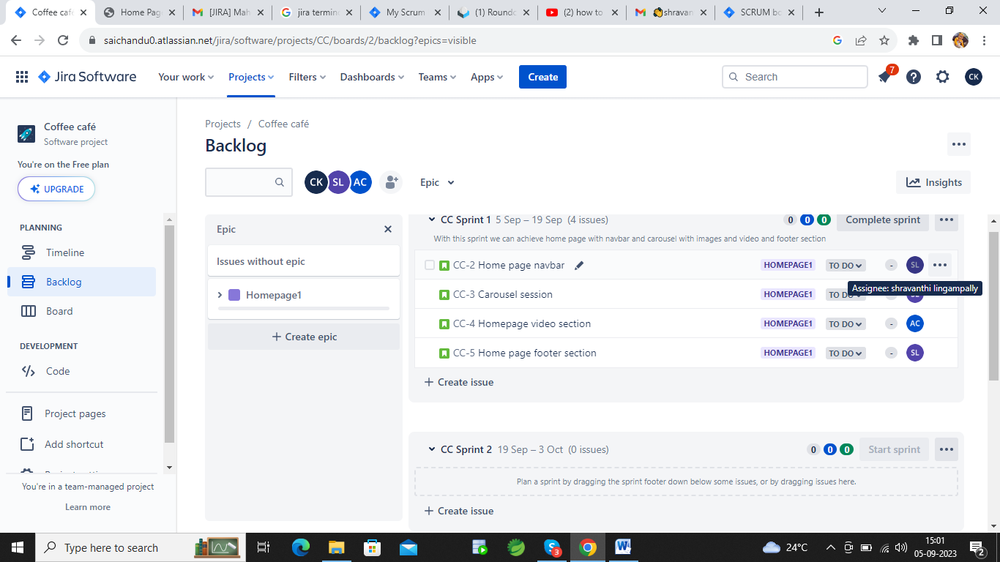 Coffee café
Home Pag
[JIRA] Mah
jira termin
My Scrum
(1) Roundc
(2) how to
shravan
SCRUM bo
saichandu0.atlassian.net/jira/software/projects/CC/boards/2/backlog?epics=visible
Jira Software
Your work
Projects
Filters
Dashboards
Teams
Apps
Create
Search
7
CK
Coffee café
Software project
You're on the Free plan
UPGRADE
PLANNING
Timeline
Backlog
Board
DEVELOPMENT
Code
Project pages
Add shortcut
You're in a team-managed project
Learn more
Projects / Coffee café
Backlog
CK SL AC
Epic
Insights
Epic
Issues without epic
Homepage1
+ Create epic
CC Sprint 1 5 Sep – 19 Sep (4 issues) 0 0 0 Complete sprint
With this sprint we can achieve home page with navbar and carousel with images and video and footer section
CC-2 Home page navbar HOMEPAGE1 TO DO - SL
Assignee: shravanthi lingampally
CC-3 Carousel session HOMEPAGE1 TO DO
CC-4 Homepage video section HOMEPAGE1 TO DO - AC
CC-5 Home page footer section HOMEPAGE1 TO DO - SL
+ Create issue
CC Sprint 2 19 Sep – 3 Oct (0 issues) 0 0 0 Start sprint
Plan a sprint by dragging the sprint footer down below some issues, or by dragging issues here.
+ Create issue
Type here to search
3
24°C
15:01
05-09-2023
2